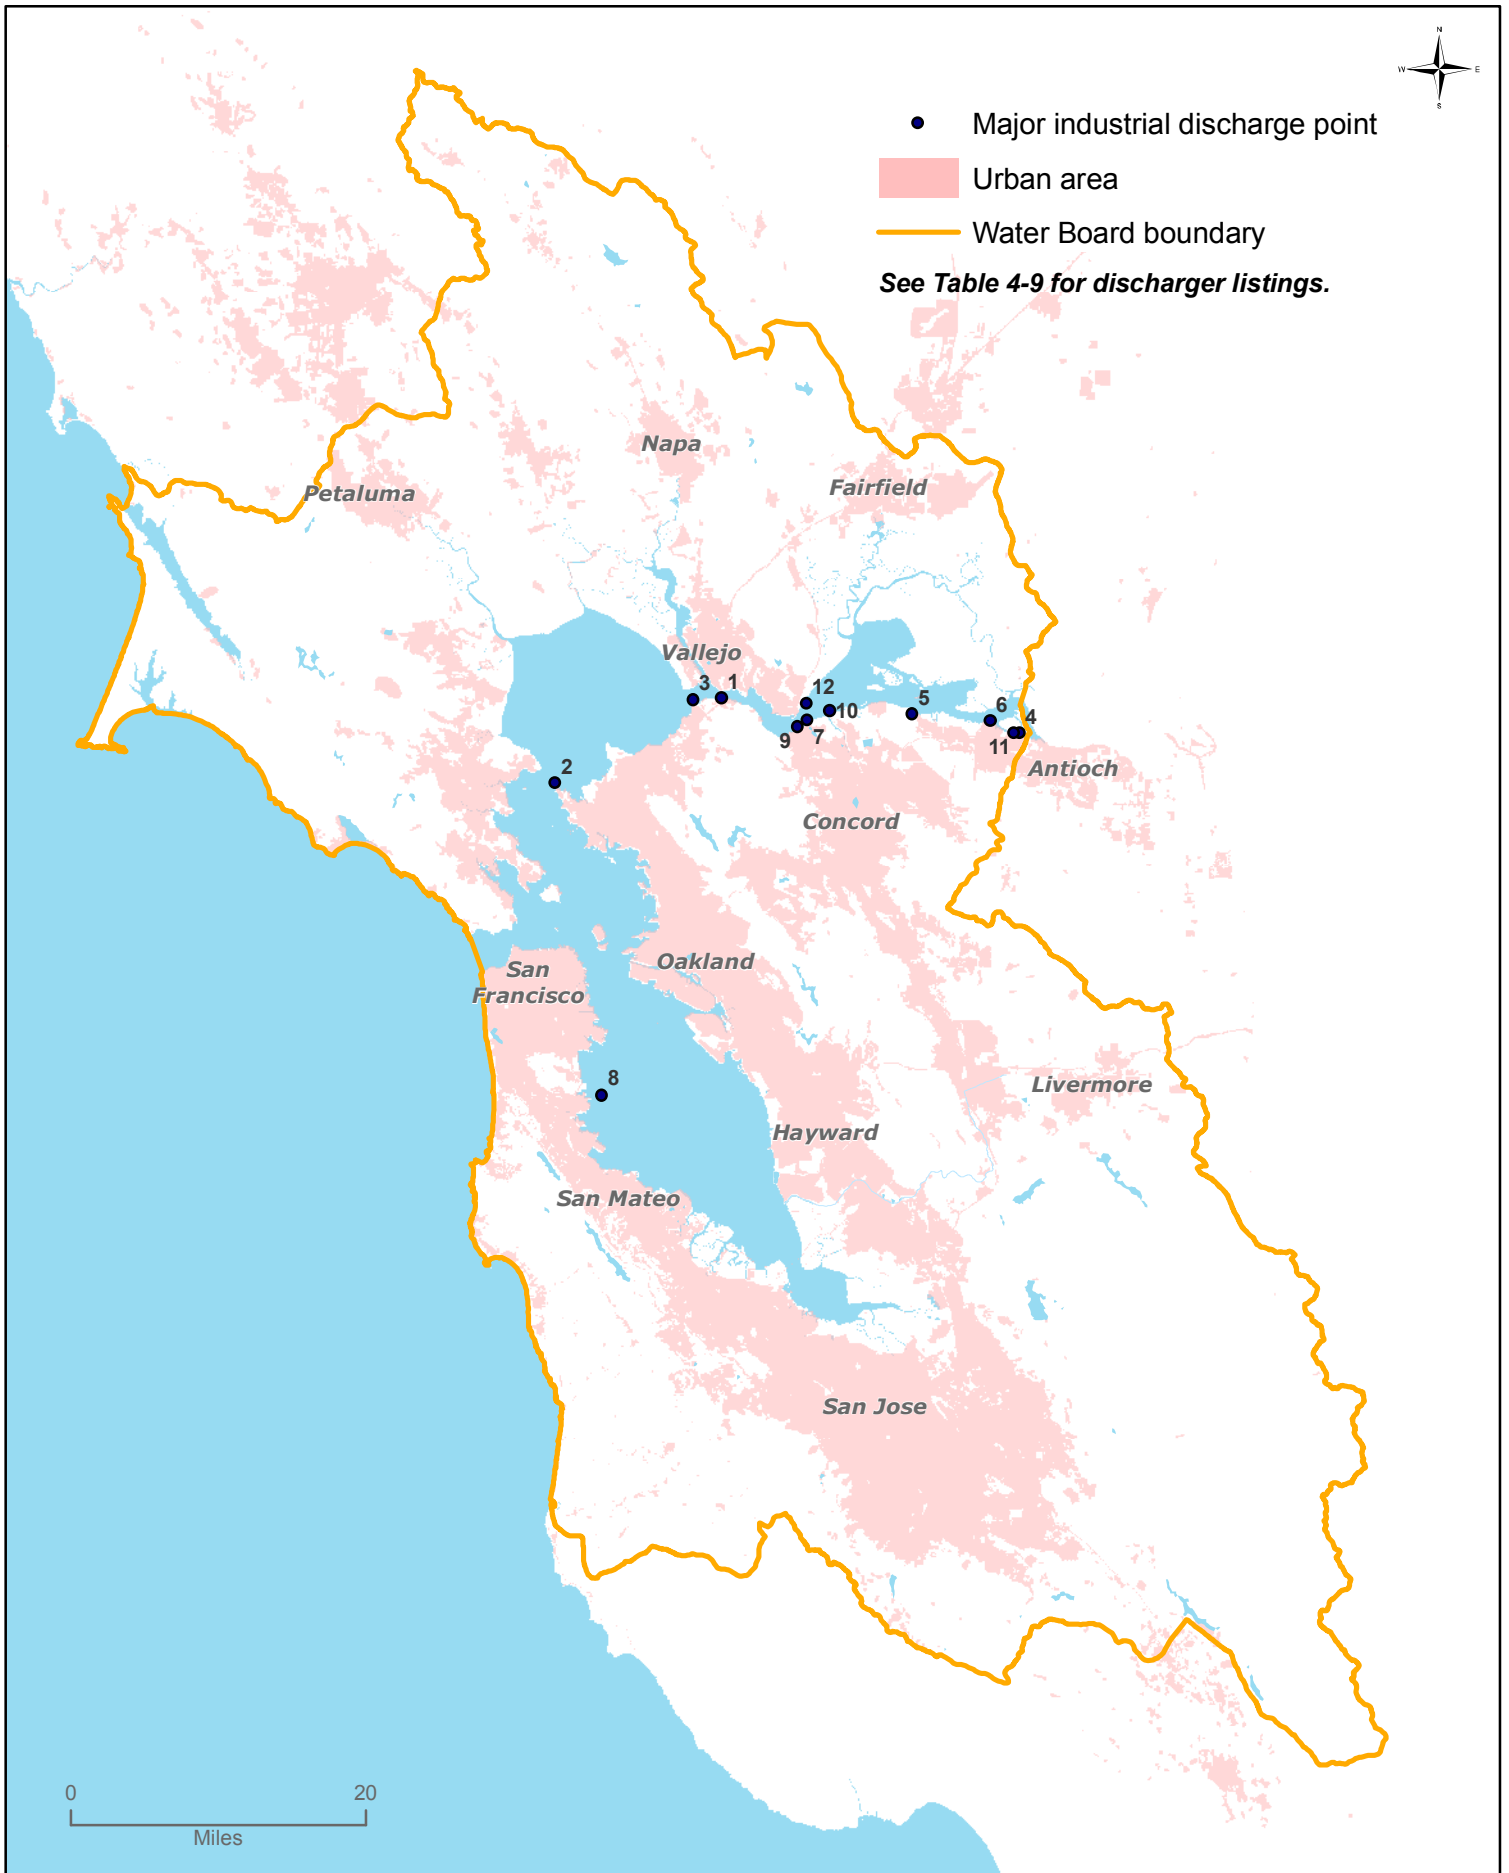 N
W
E
S
Major industrial discharge point
Urban area
Water Board boundary
See Table 4-9 for discharger listings.
Napa
Petaluma
Fairfield
Vallejo
3
1
12
10
5
6
4
9
7
11
Antioch
2
Concord
Oakland
San
Francisco
8
Livermore
Hayward
San Mateo
San Jose
0
20
Miles